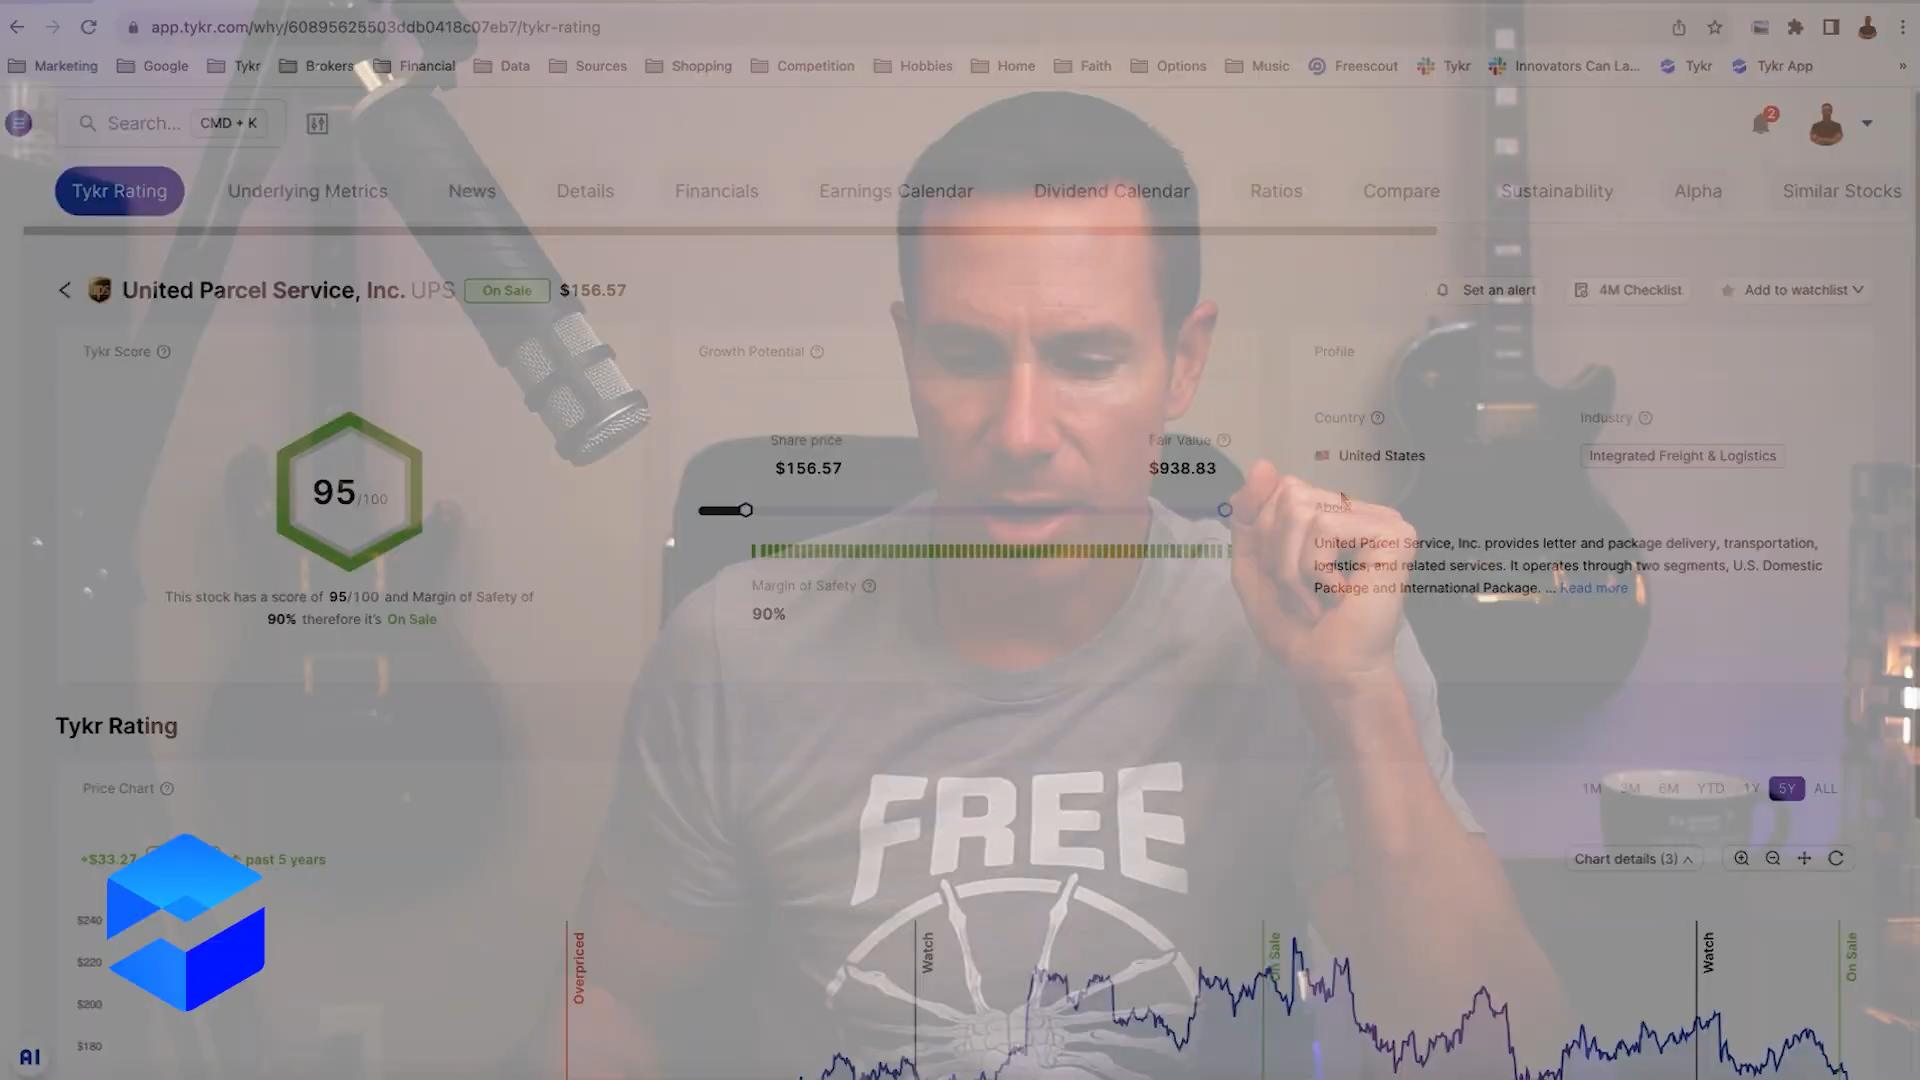 app.tykr.com/why/60895625503ddb0418c07eb7/tykr-rating
Marketing Google Tykr Brokers Financial Data Sources Shopping Competition Hobbies Home Faith Options Music Freescout Tykr Innovators Can La... Tykr Tykr App »
Search... CMD + K
2
Tykr Rating Underlying Metrics News Details Financials Earnings Calendar Dividend Calendar Ratios Compare Sustainability Alpha Similar Stocks
United Parcel Service, Inc. UPS On Sale $156.57
Set an alert 4M Checklist Add to watchlist
Tykr Score
Growth Potential
Profile
Country
Industry
Share price
Fair Value
$156.57
$938.83
United States
Integrated Freight & Logistics
95/100
About
United Parcel Service, Inc. provides letter and package delivery, transportation,
logistics, and related services. It operates through two segments, U.S. Domestic
Package and International Package. ... Read more
Margin of Safety
90%
This stock has a score of 95/100 and Margin of Safety of
90% therefore it's On Sale
Tykr Rating
Price Chart
1M 3M 6M YTD 1Y 5Y ALL
+$33.27 past 5 years
Chart details (3)
FREE
$240
$220
$200
$180
Overpriced
Watch
On Sale
Watch
On Sale
AI